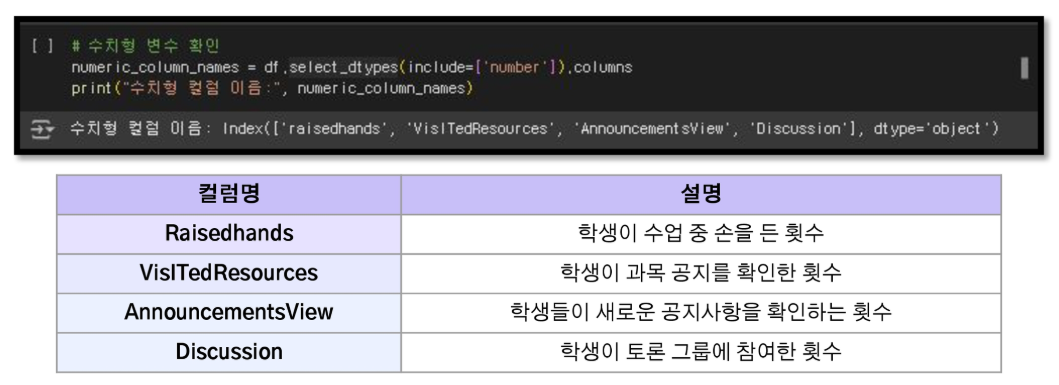 [ ] # 수치형 변수 확인
numeric_column_names = df.select_dtypes(include=['number']).columns
print("수치형 컬럼 이름:", numeric_column_names)
수치형 컬럼 이름: Index(['raisedhands', 'VisITedResources', 'AnnouncementsView', 'Discussion'], dtype='object')
컬럼명 설명
Raisedhands 학생이 수업 중 손을 든 횟수
VisITedResources 학생이 과목 공지를 확인한 횟수
AnnouncementsView 학생들이 새로운 공지사항을 확인하는 횟수
Discussion 학생이 토론 그룹에 참여한 횟수